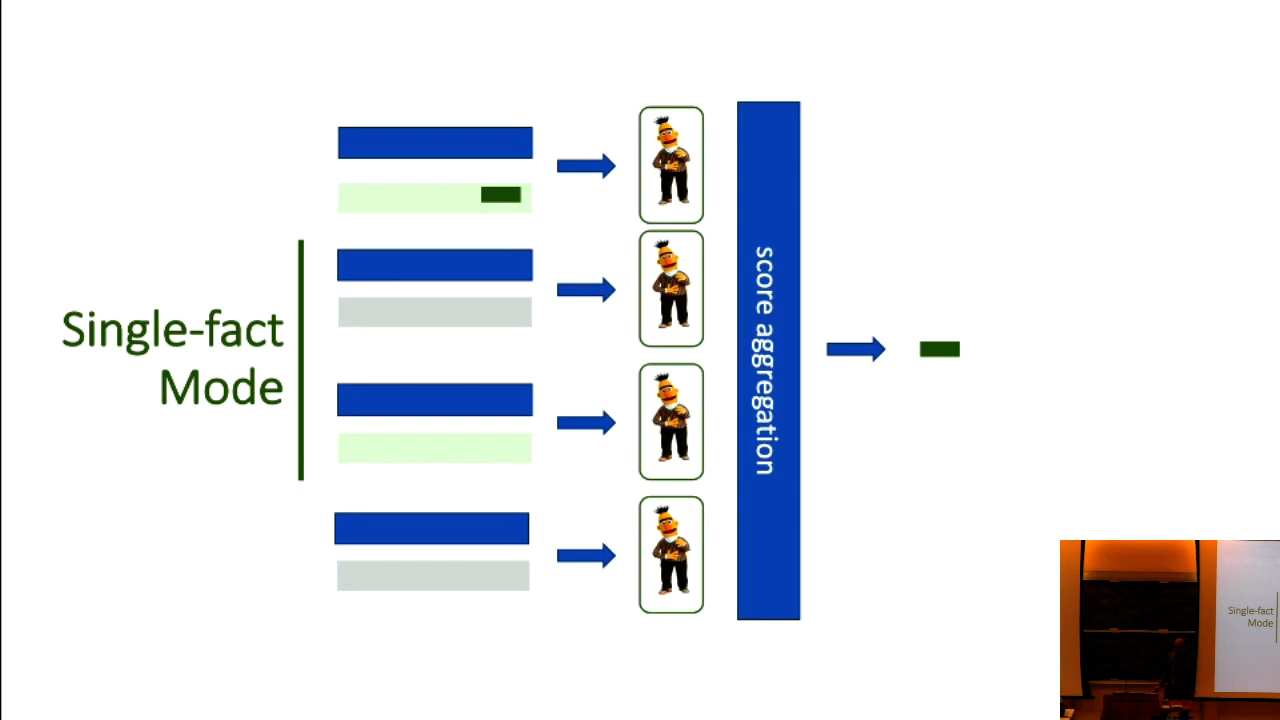 Single-fact
Mode
score aggregation
Single-fact
Mode